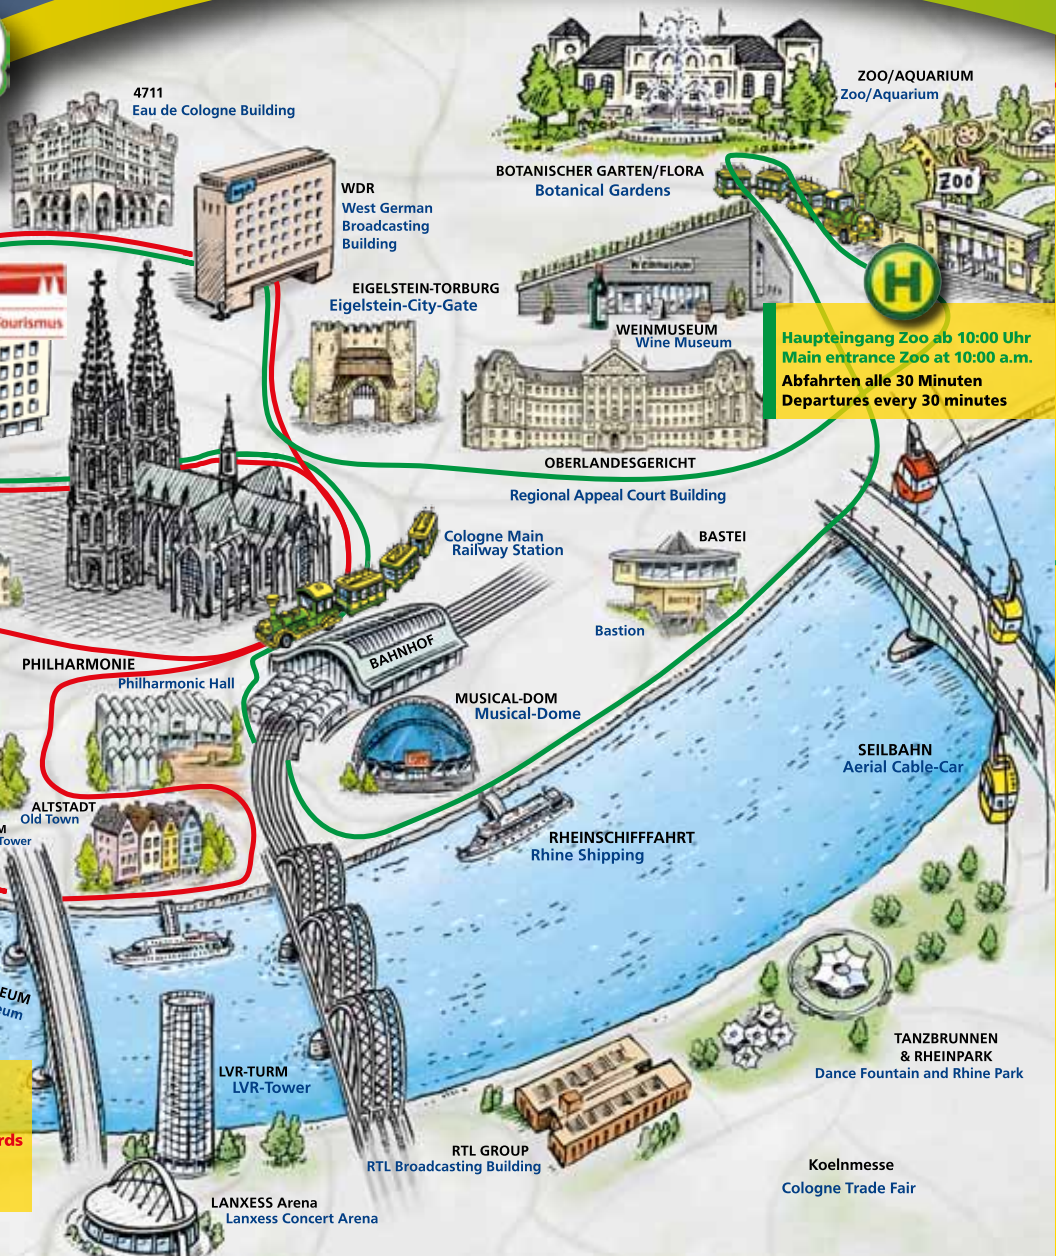 4711
Eau de Cologne Building
WDR
West German
Broadcasting
Building
BOTANISCHER GARTEN/FLORA
Botanical Gardens
ZOO/AQUARIUM
Zoo/Aquarium
ZOO
EIGELSTEIN-TORBURG
Eigelstein-City-Gate
WEINMUSEUM
Wine Museum
H
Haupteingang Zoo ab 10:00 Uhr
Main entrance Zoo at 10:00 a.m.
Abfahrten alle 30 Minuten
Departures every 30 minutes
ourismus
OBERLANDESGERICHT
Regional Appeal Court Building
Cologne Main
Railway Station
BASTEI
Bastion
BAHNHOF
PHILHARMONIE
Philharmonic Hall
MUSICAL-DOM
Musical-Dome
SEILBAHN
Aerial Cable-Car
ALTSTADT
Old Town
M
Tower
RHEINSCHIFFFAHRT
Rhine Shipping
EUM
eum
LVR-TURM
LVR-Tower
TANZBRUNNEN
& RHEINPARK
Dance Fountain and Rhine Park
rds
RTL GROUP
RTL Broadcasting Building
Koelnmesse
Cologne Trade Fair
LANXESS Arena
Lanxess Concert Arena